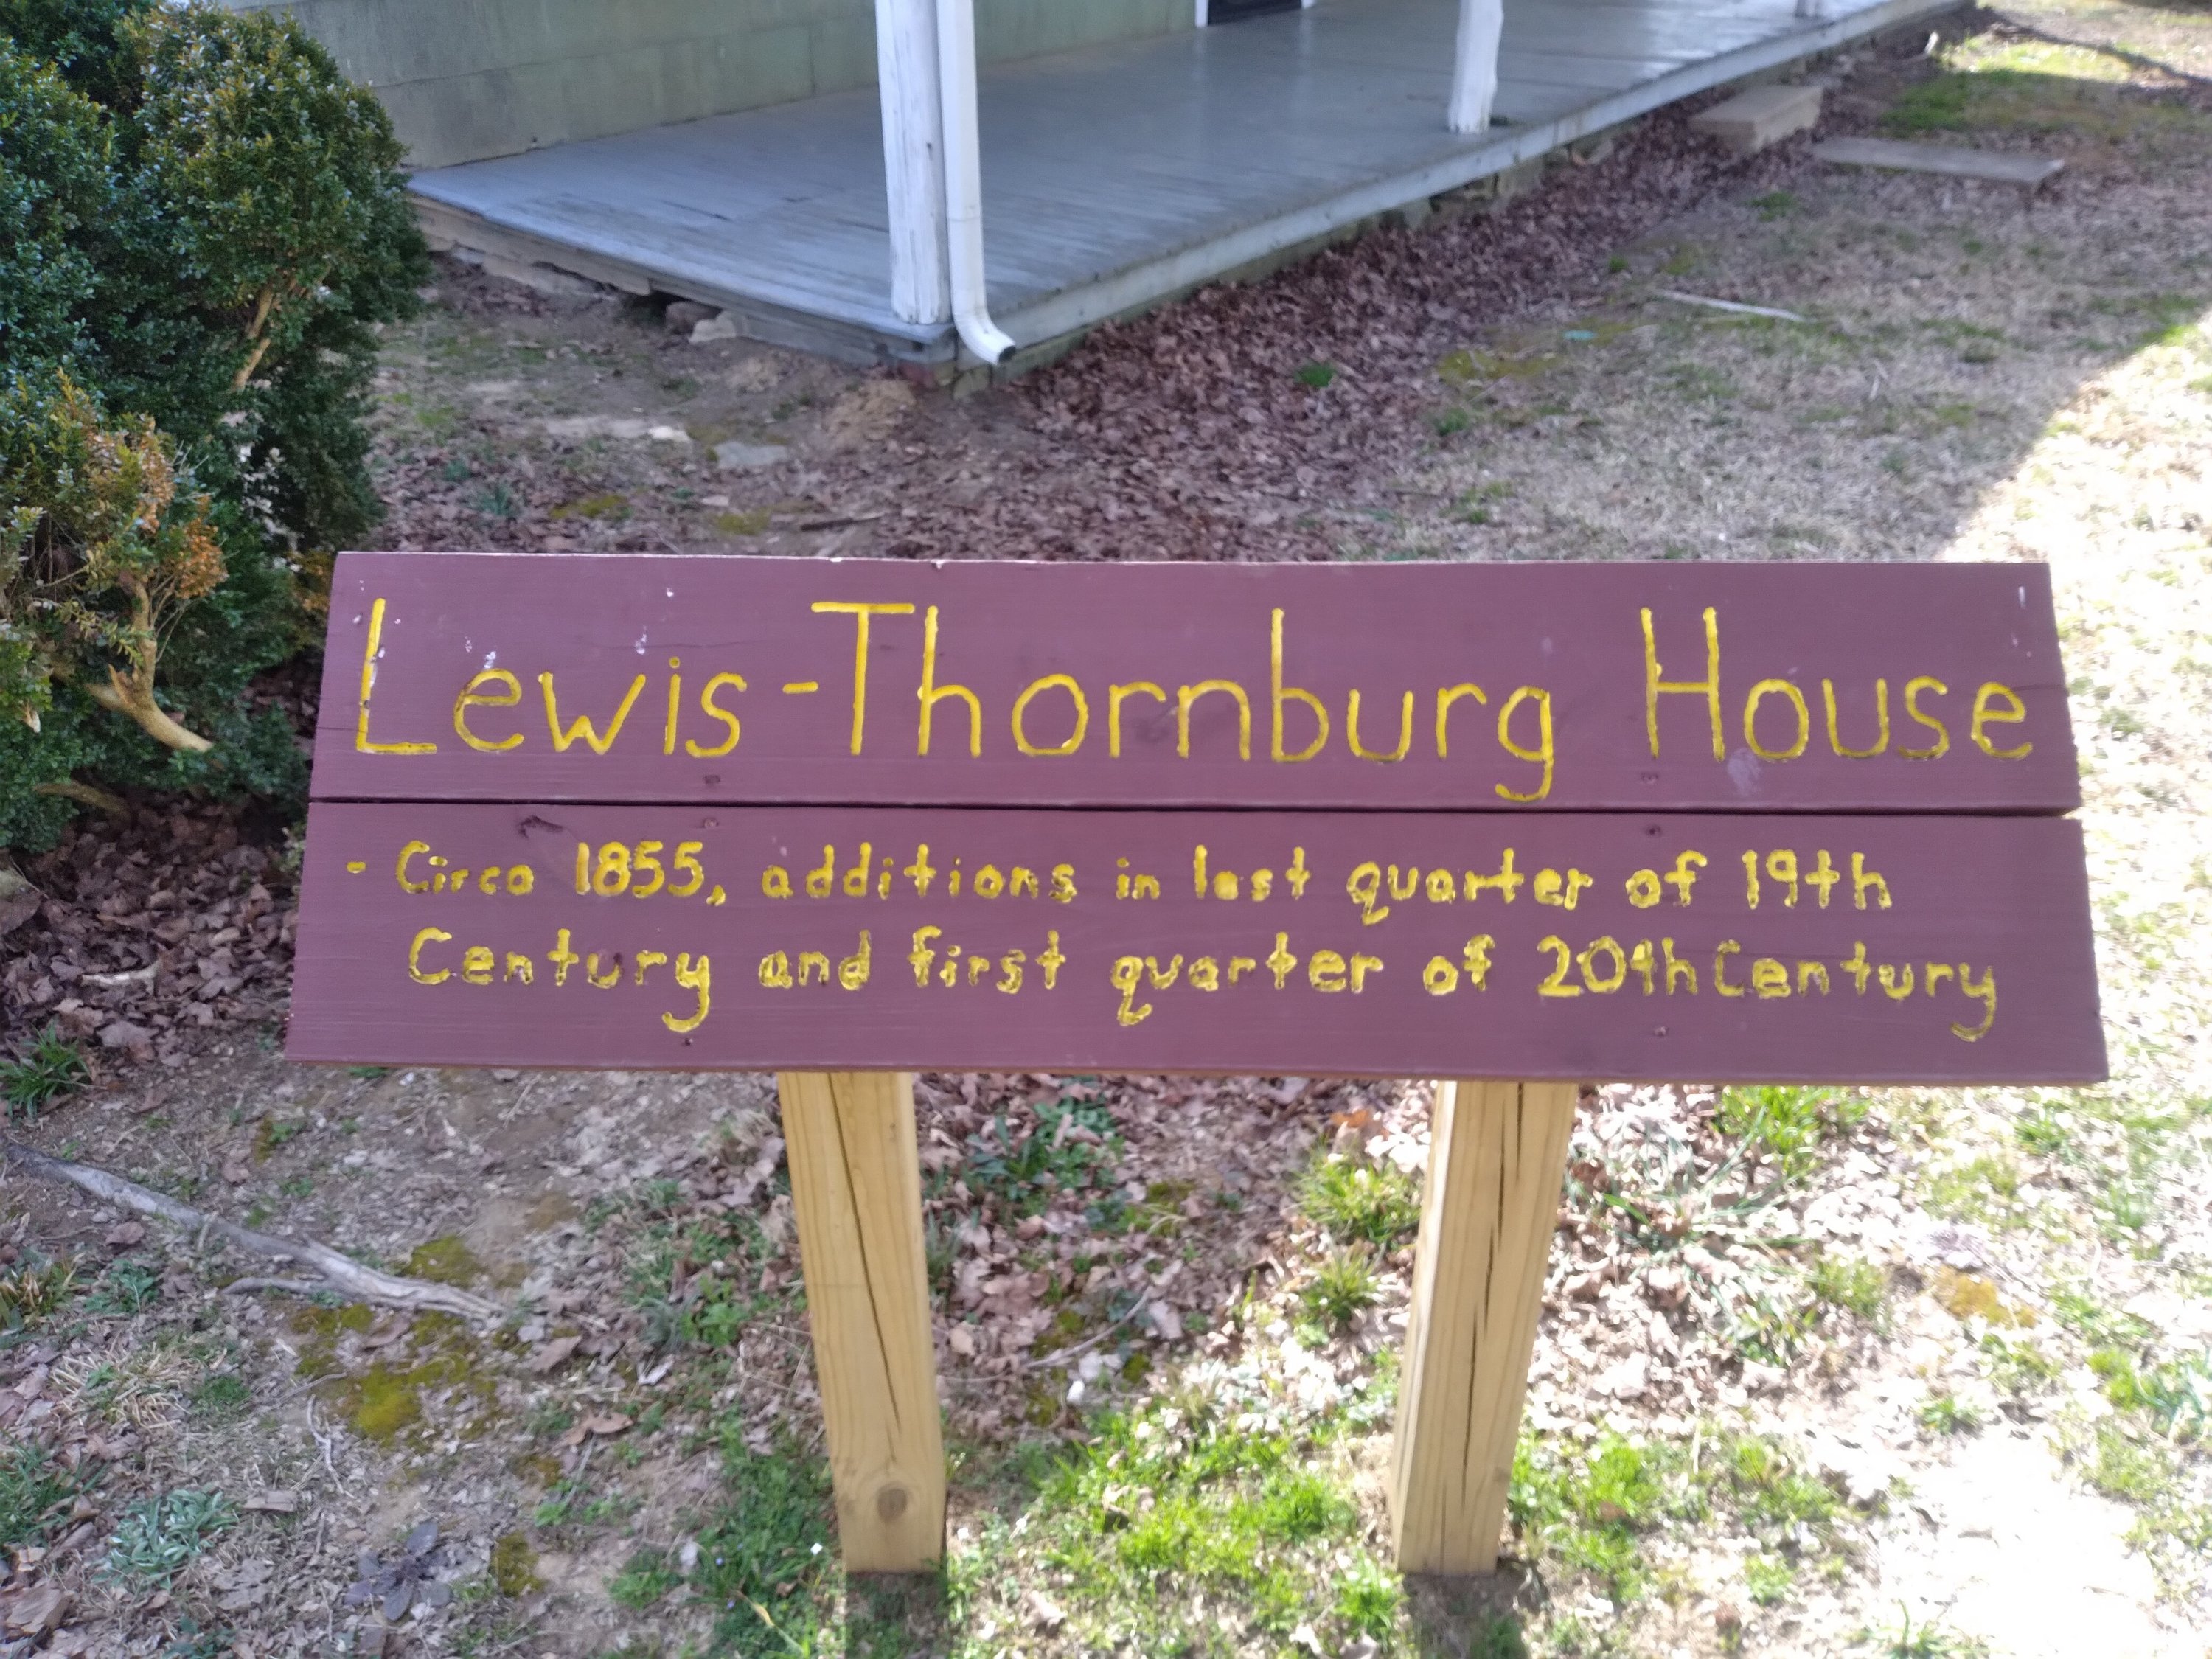 Lewis-Thornburg House
- Circa 1855, additions in last quarter of 19th
Century and first quarter of 20th Century